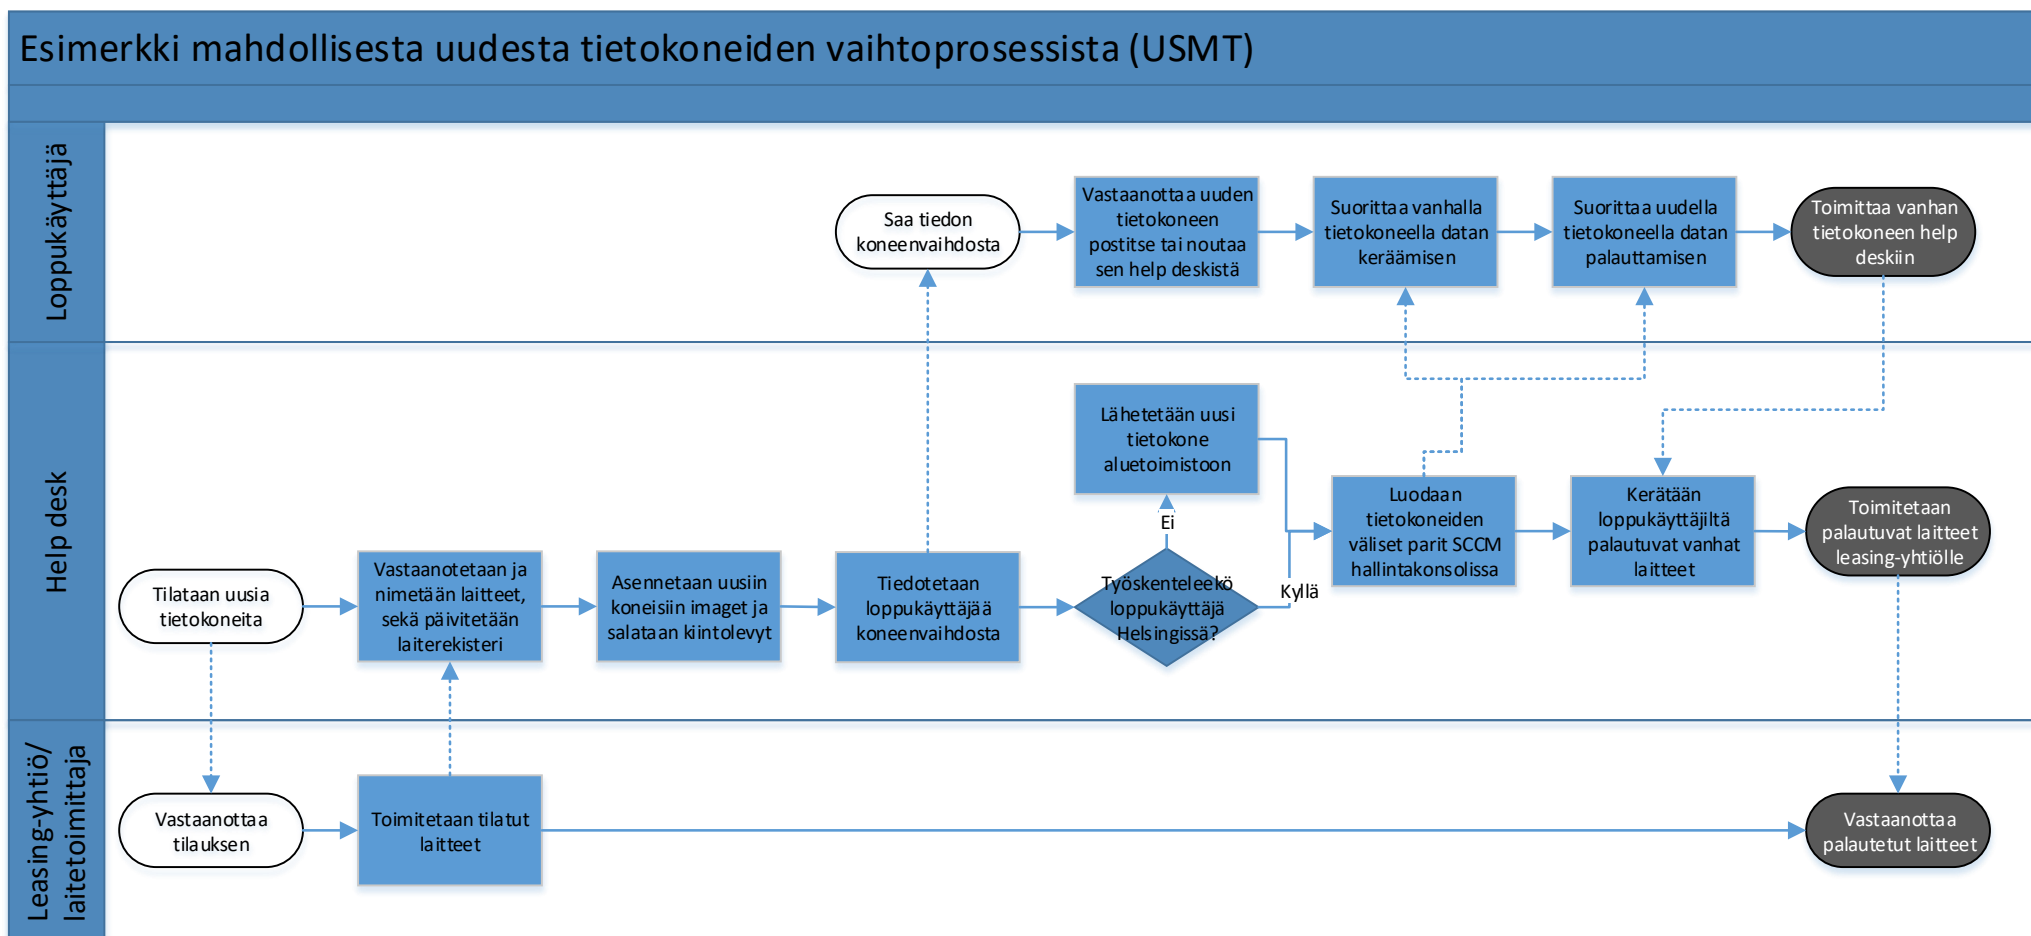 Esimerkki mahdollisesta uudesta tietokoneiden vaihtoprosessista (USMT)
Loppukäyttäjä
Saa tiedon
koneenvaihdosta
Vastaanottaa uuden
tietokoneen
postitse tai noutaa
sen help deskistä
Suorittaa vanhalla
tietokoneella datan
keräämisen
Suorittaa uudella
tietokoneella datan
palauttamisen
Toimittaa vanhan
tietokoneen help
deskiin
Help desk
Tilataan uusia
tietokoneita
Vastaanotetaan ja
nimetään laitteet,
sekä päivitetään
laiterekisteri
Asennetaan uusiin
koneisiin imaget ja
salataan kiintolevyt
Tiedotetaan
loppukäyttäjää
koneenvaihdosta
Työskenteleekö
loppukäyttäjä
Helsingissä?
Ei
Kyllä
Lähetetään uusi
tietokone
aluetoimistoon
Luodaan
tietokoneiden
väliset parit SCCM
hallintakonsolissa
Kerätään
loppukäyttäjiltä
palautuvat vanhat
laitteet
Toimitetaan
palautuvat laitteet
leasing-yhtiölle
Leasing-yhtiö/
laitetoimittaja
Vastaanottaa
tilauksen
Toimitetaan tilatut
laitteet
Vastaanottaa
palautetut laitteet